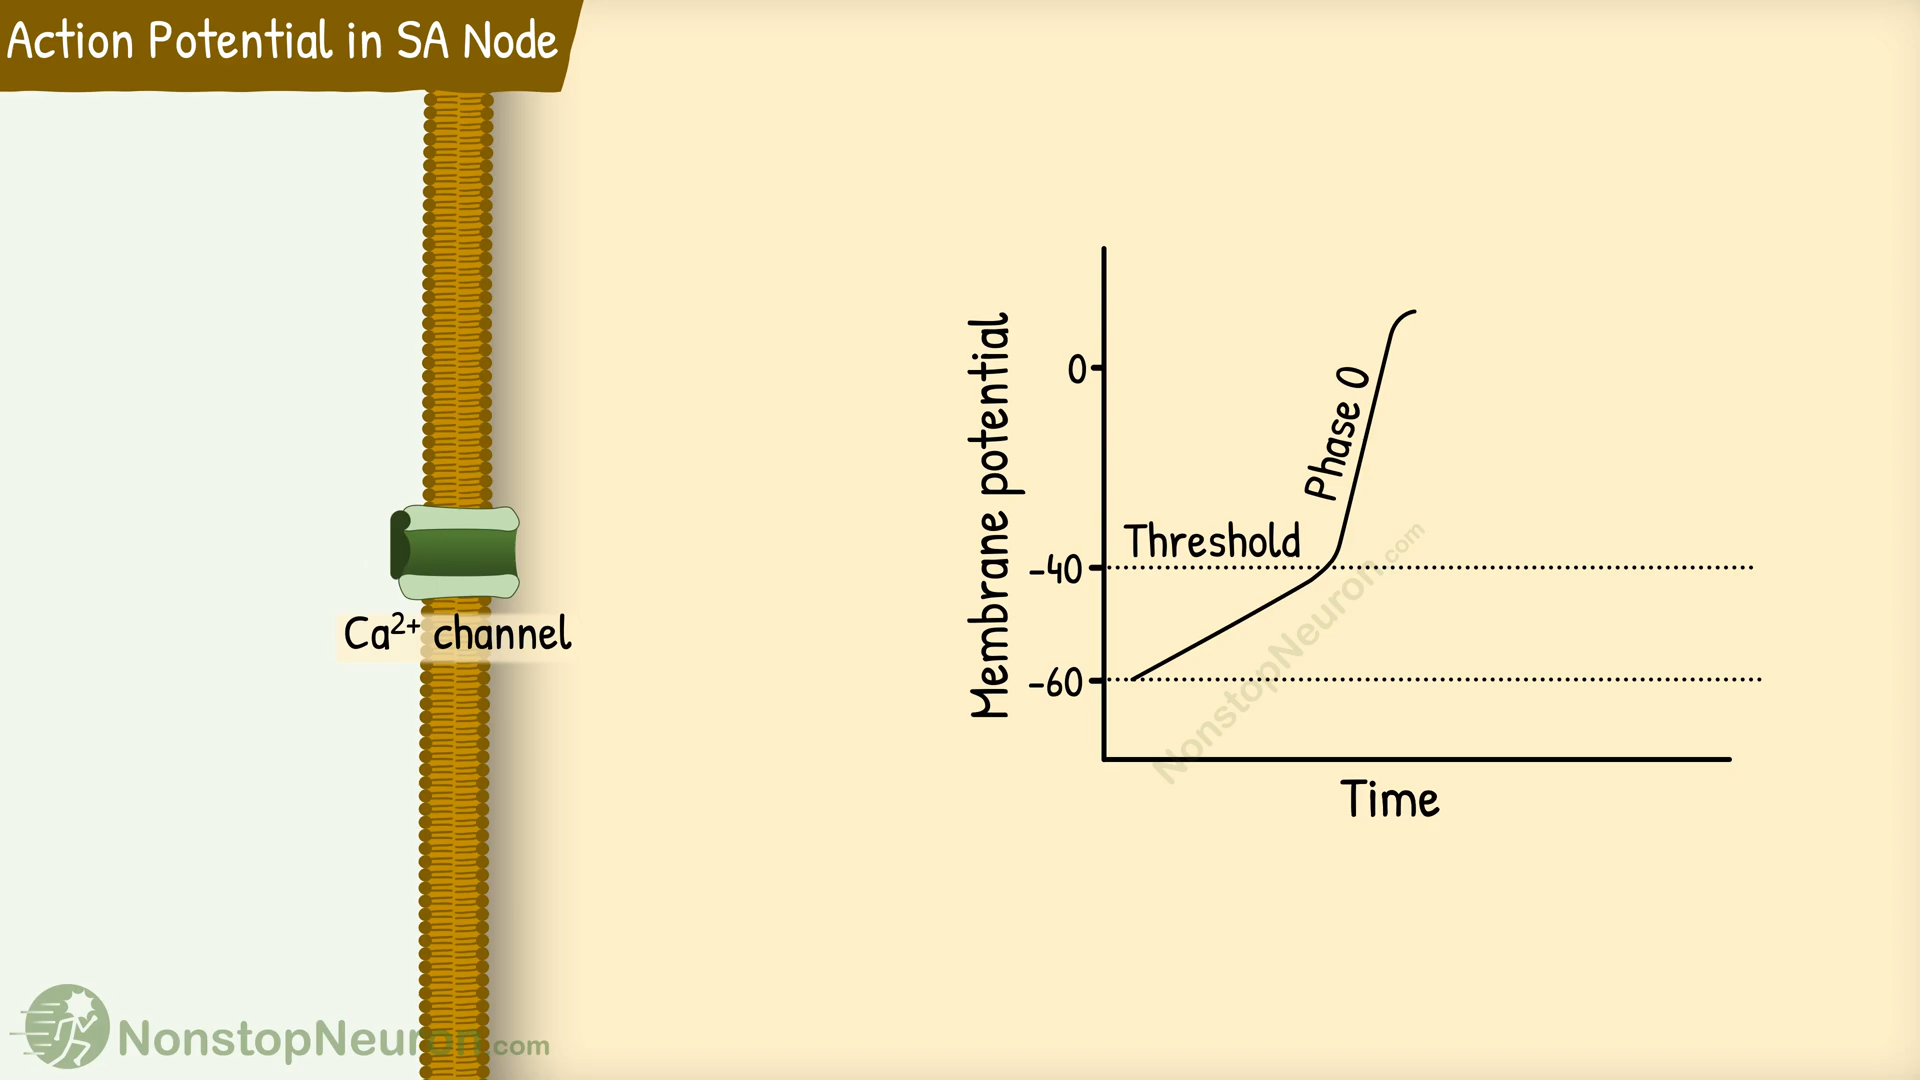 Action Potential in SA Node
Ca²⁺ channel
Membrane potential
0
Phase 0
Threshold
-40
-60
Time
NonstopNeuron.com
NonstopNeuron.com